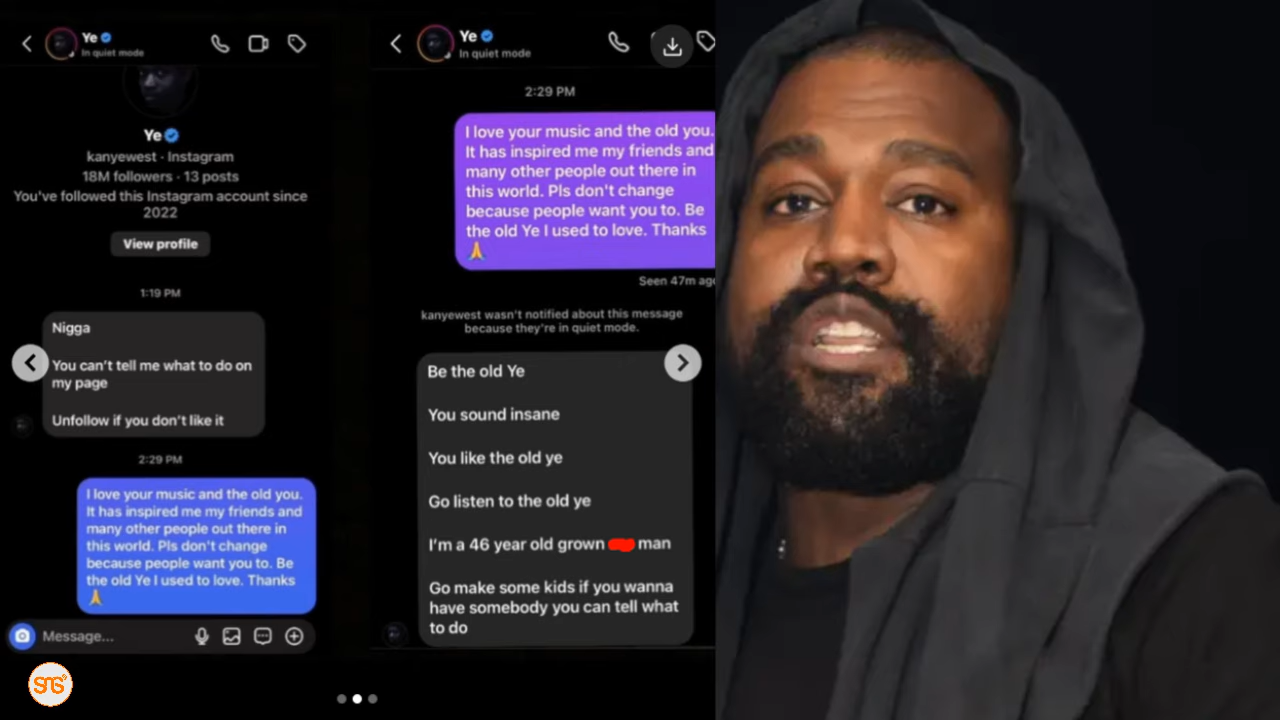 Ye
In quiet mode
Ye
kanyewest · Instagram
18M followers · 13 posts
You've followed this Instagram account since
2022
View profile
1:19 PM
Nigga
You can't tell me what to do on
my page
Unfollow if you don't like it
2:29 PM
I love your music and the old you.
It has inspired me my friends and
many other people out there in
this world. Pls don't change
because people want you to. Be
the old Ye I used to love. Thanks
🙏
Message...
SNS
Ye
In quiet mode
2:29 PM
I love your music and the old you.
It has inspired me my friends and
many other people out there in
this world. Pls don't change
because people want you to. Be
the old Ye I used to love. Thanks
🙏
Seen 47m ago
kanyewest wasn't notified about this message
because they're in quiet mode.
Be the old Ye
You sound insane
You like the old ye
Go listen to the old ye
I'm a 46 year old grown man
Go make some kids if you wanna
have somebody you can tell what
to do